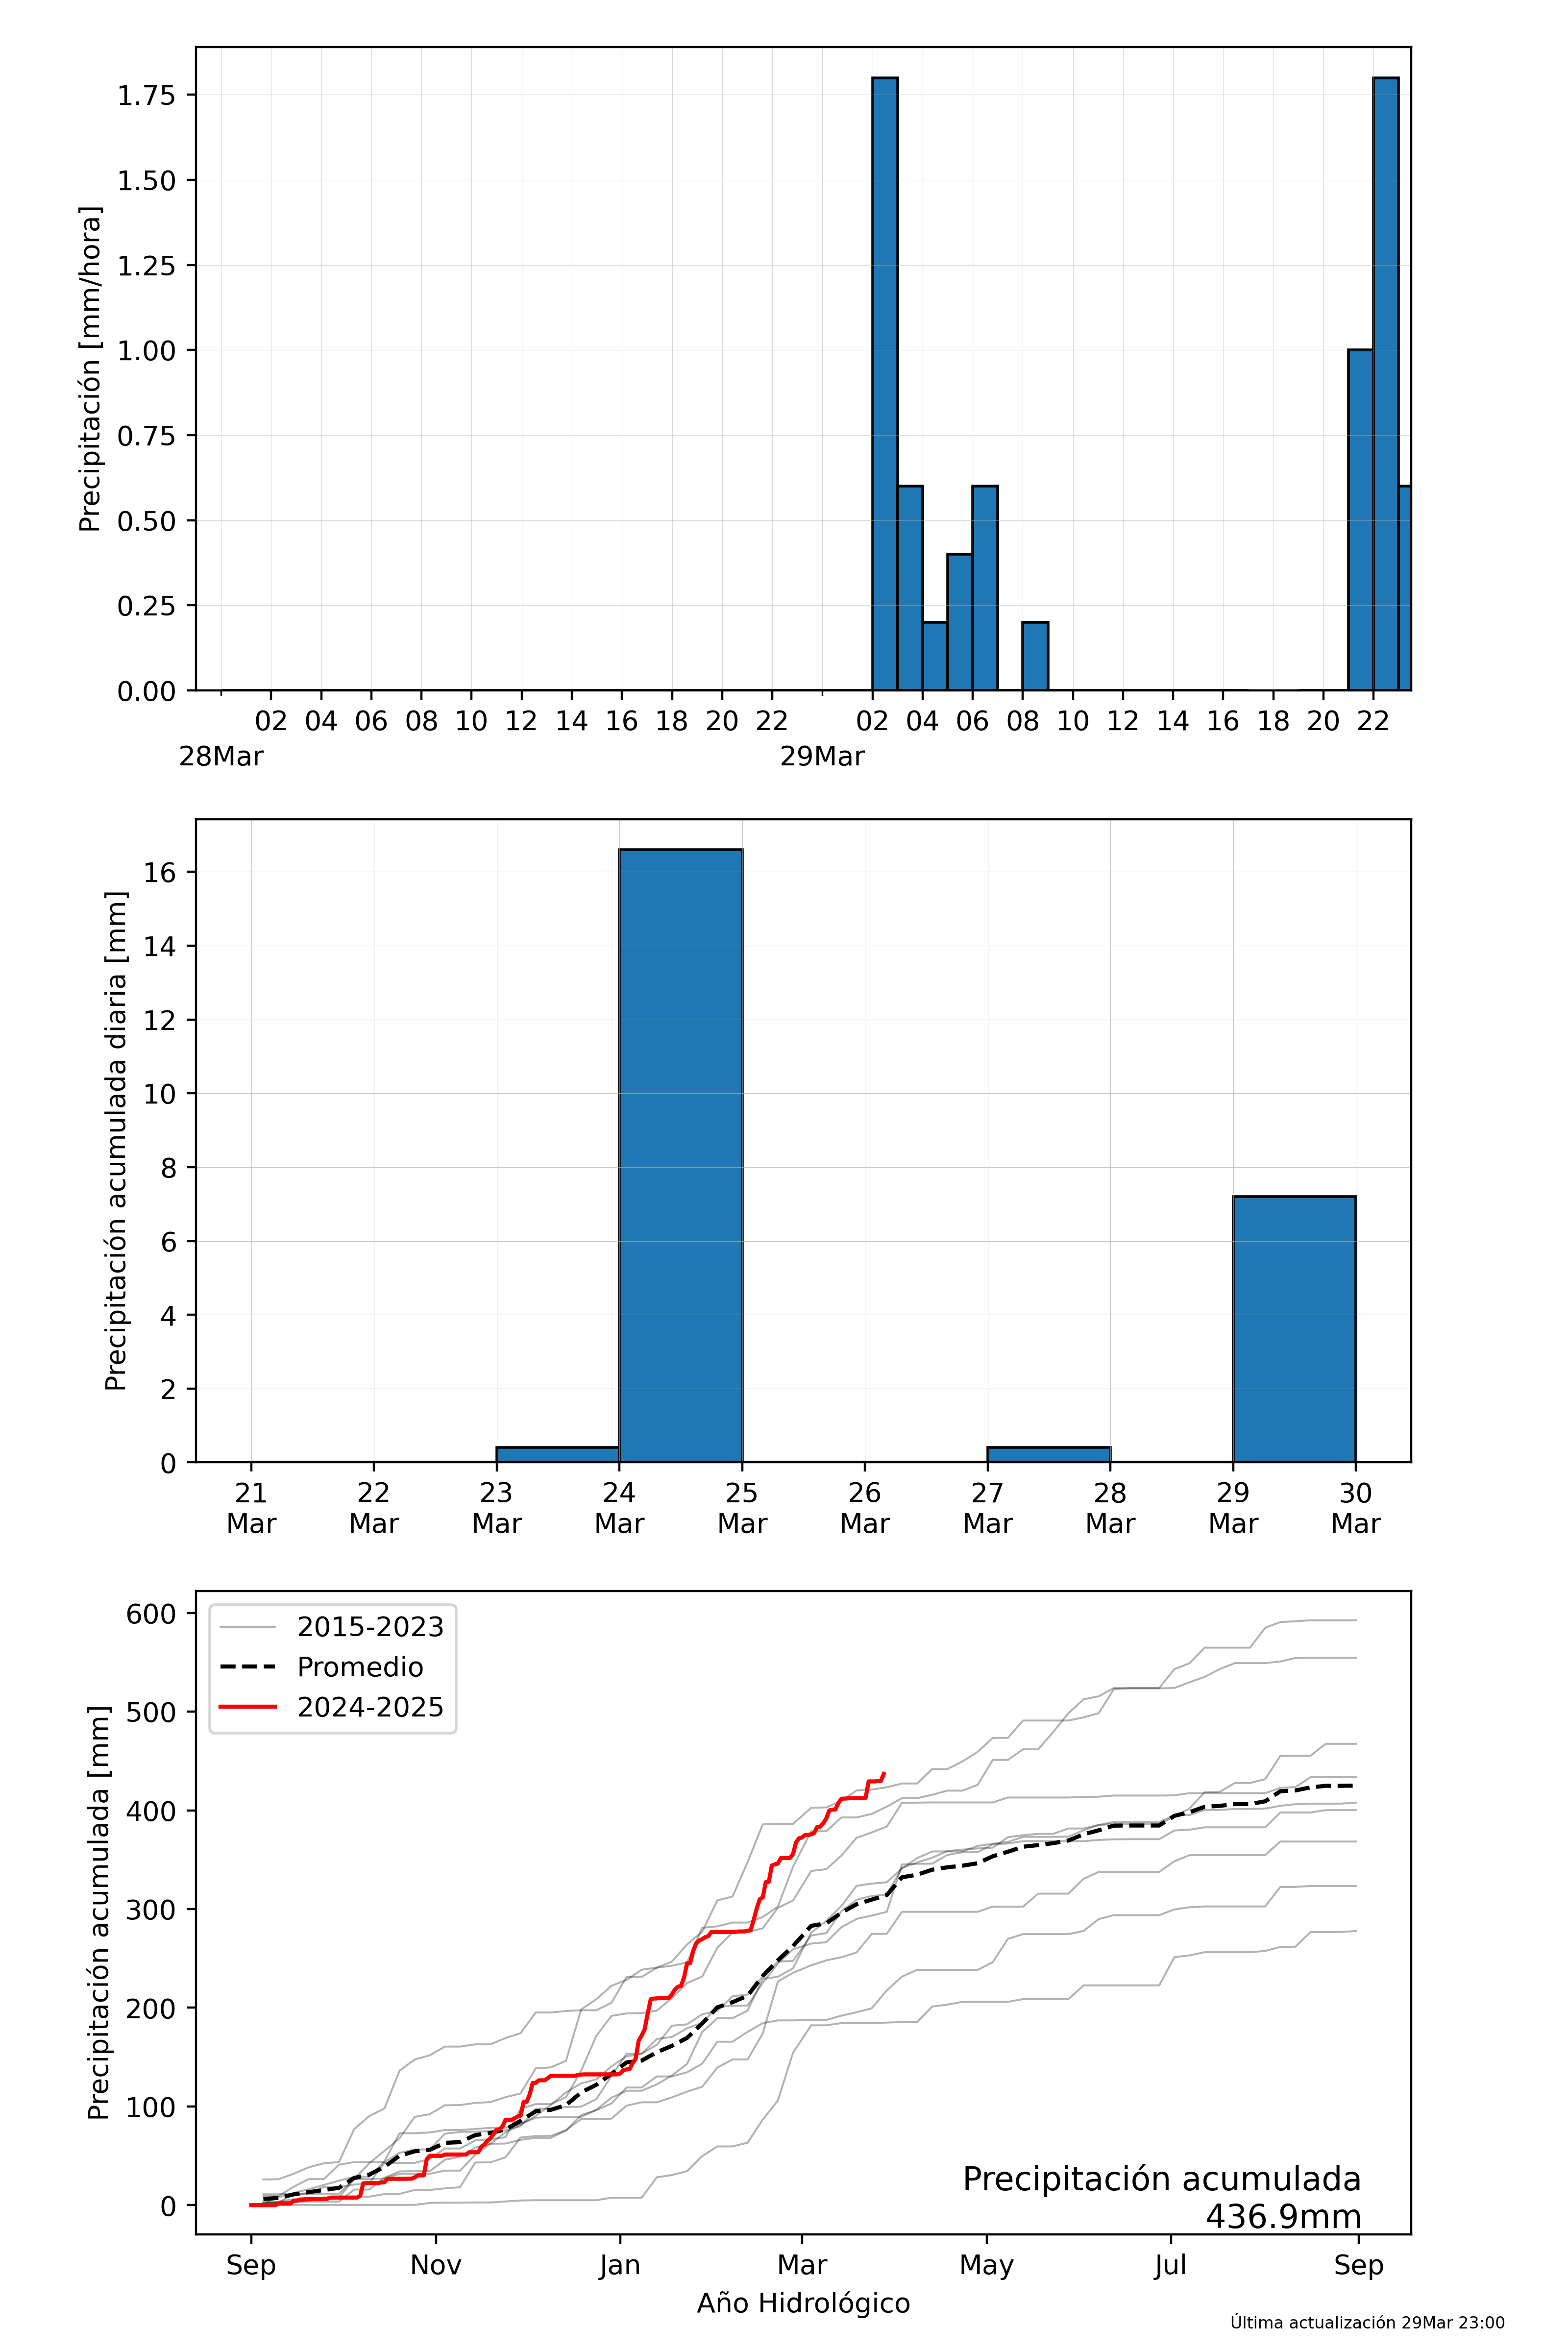 Precipitación [mm/hora]
1.75
1.50
1.25
1.00
0.75
0.50
0.25
0.00
02 04 06 08 10 12 14 16 18 20 22 02 04 06 08 10 12 14 16 18 20 22
28Mar 29Mar
Precipitación acumulada diaria [mm]
16
14
12
10
8
6
4
2
0
21 22 23 24 25 26 27 28 29 30
Mar Mar Mar Mar Mar Mar Mar Mar Mar Mar
Precipitación acumulada [mm]
600
500
400
300
200
100
0
2015-2023
Promedio
2024-2025
Precipitación acumulada
436.9mm
Sep Nov Jan Mar May Jul Sep
Año Hidrológico
Última actualización 29Mar 23:00